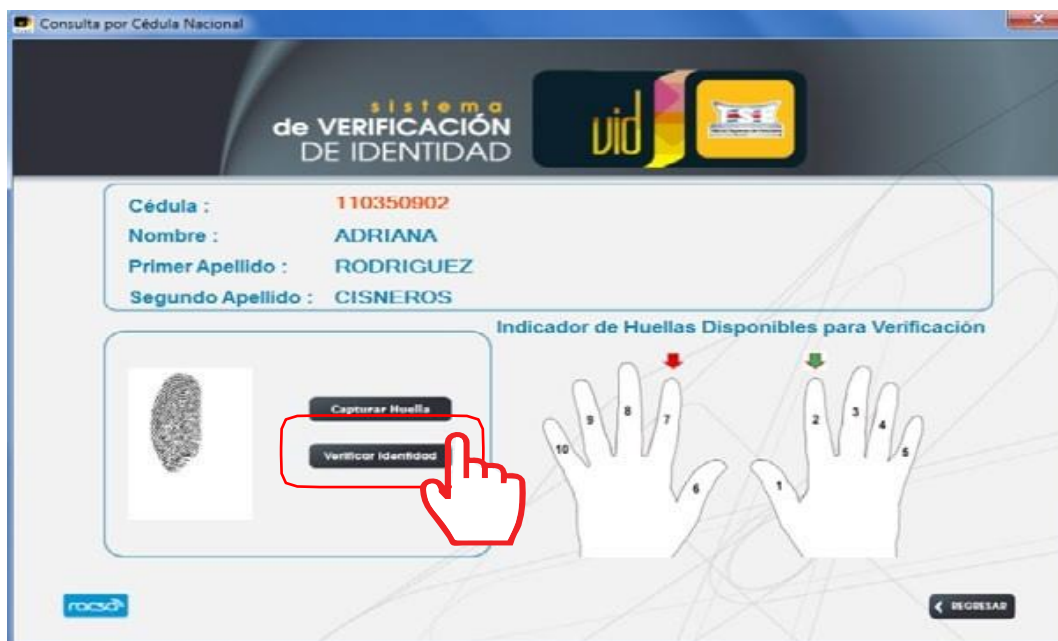 Consulta por Cédula Nacional
sistema
de VERIFICACIÓN
DE IDENTIDAD
vid
TSE
Cédula : 110350902
Nombre : ADRIANA
Primer Apellido : RODRIGUEZ
Segundo Apellido : CISNEROS
Indicador de Huellas Disponibles para Verificación
Capturar Huella
Verificar Identidad
10 9 8 7 6
1 2 3 4 5
racsa
REGRESAR